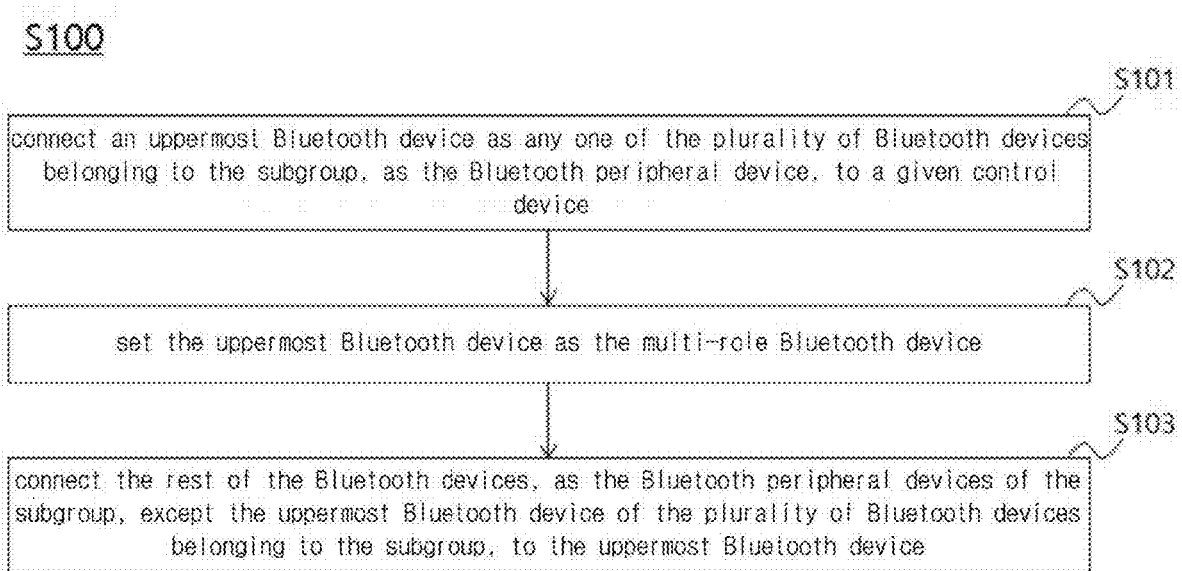 S100
S101
connect an uppermost Bluetooth device as any one of the plurality of Bluetooth devices
belonging to the subgroup, as the Bluetooth peripheral device, to a given control
device
S102
set the uppermost Bluetooth device as the multi-role Bluetooth device
S103
connect the rest of the Bluetooth devices, as the Bluetooth peripheral devices of the
subgroup, except the uppermost Bluetooth device of the plurality of Bluetooth devices
belonging to the subgroup, to the uppermost Bluetooth device